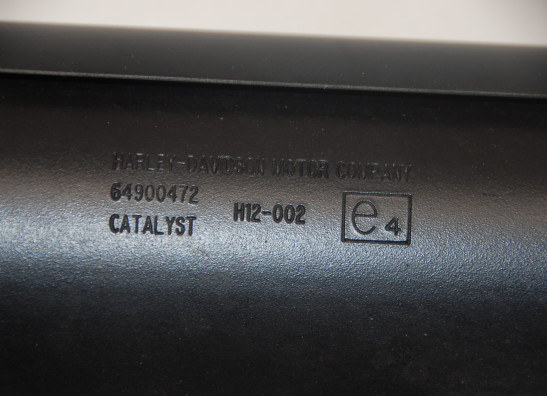 HARLEY-DAVIDSON MOTOR COMPANY
64900472
CATALYST H12-002 e4